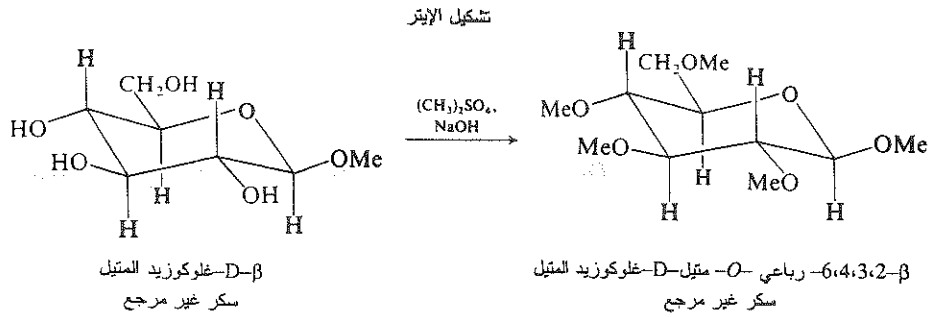 تشكيل الإيتر
H
CH₂OH
H
O
HO
HO
OMe
H
OH
H
H
(CH₃)₂SO₄,
NaOH
H
CH₂OMe
H
O
MeO
MeO
OMe
H
MeO
H
β–D–غلوكوزيد المتيل
سكر غير مرجع
β–2،3،4،6– رباعي –O– متيل–D–غلوكوزيد المتيل
سكر غير مرجع